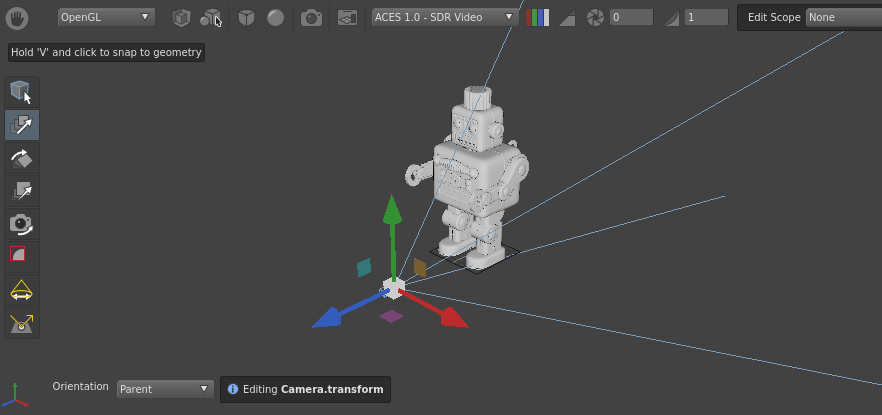 OpenGL ACES 1.0 - SDR Video 0 1 Edit Scope None
Hold 'V' and click to snap to geometry
Orientation Parent Editing Camera.transform